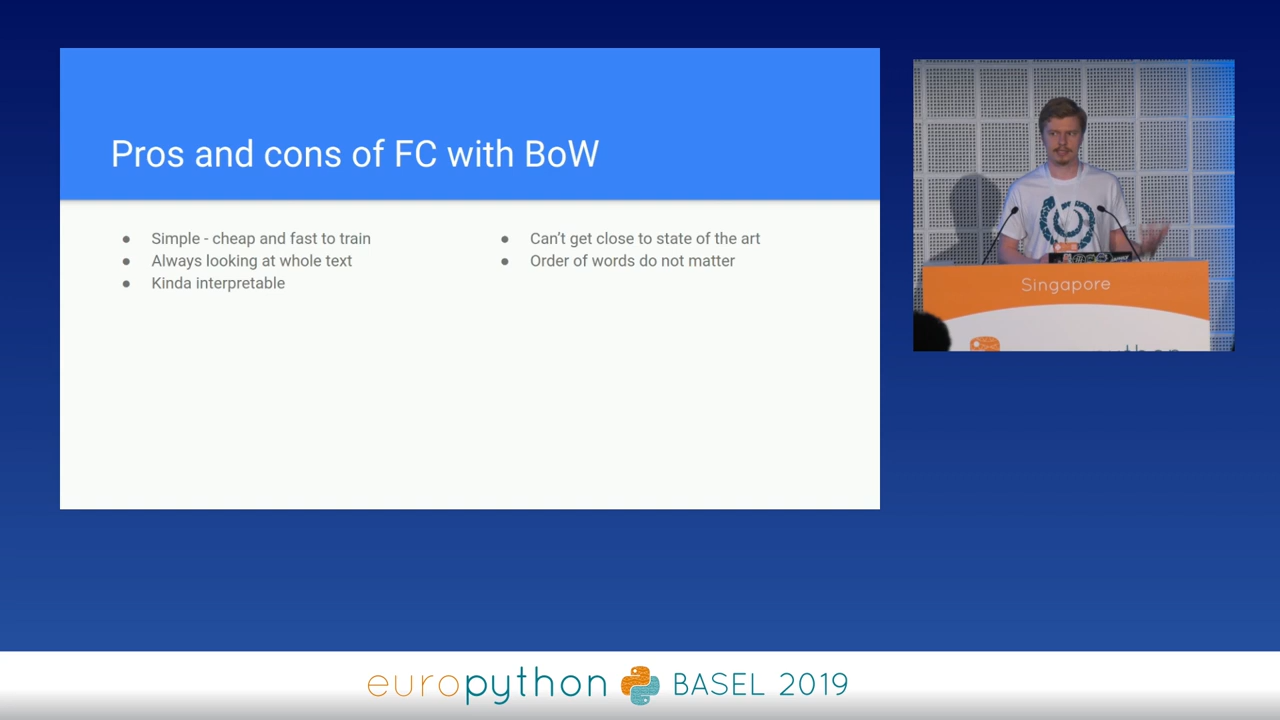 Pros and cons of FC with BoW
● Simple - cheap and fast to train
● Always looking at whole text
● Kinda interpretable
● Can't get close to state of the art
● Order of words do not matter
Singapore
europython BASEL 2019